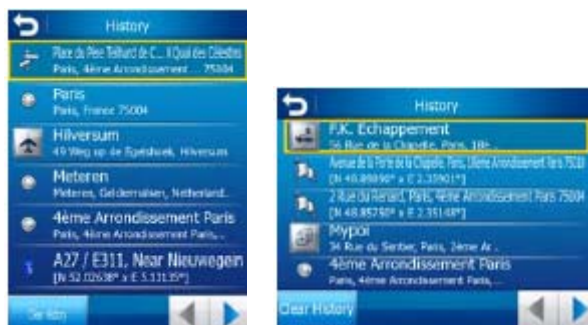 History
Place du Père Teilhard de C... X Quai des Célestins
Paris, 4ème Arrondissement ... 75004
Paris
Paris, France 75004
Hilversum
49 Weg op de Egelshoek, Hilversum
Meteren
Meteren, Geldermalsen, Netherland.
4ème Arrondissement Paris
Paris, 4ème Arrondissement Paris,...
A27 / E311, Near Nieuwegein
[N 52.02638° x E 5.13135°]
History
F.K. Echappement
56 Rue de la Chapelle, Paris, 18è..
Avenue de la Porte de la Chapelle, Paris, 18ème Arrondissement Paris 7501
[N 48.89890° x E 2.35901°]
2 Rue du Renard, Paris, 4ème Arrondissement Paris 75004
[N 48.85790° x E 2.35148°]
Mypoi
34 Rue du Sentier, Paris, 2ème Ar..
4ème Arrondissement Paris
Paris, 4ème Arrondissement Paris,
Clear History